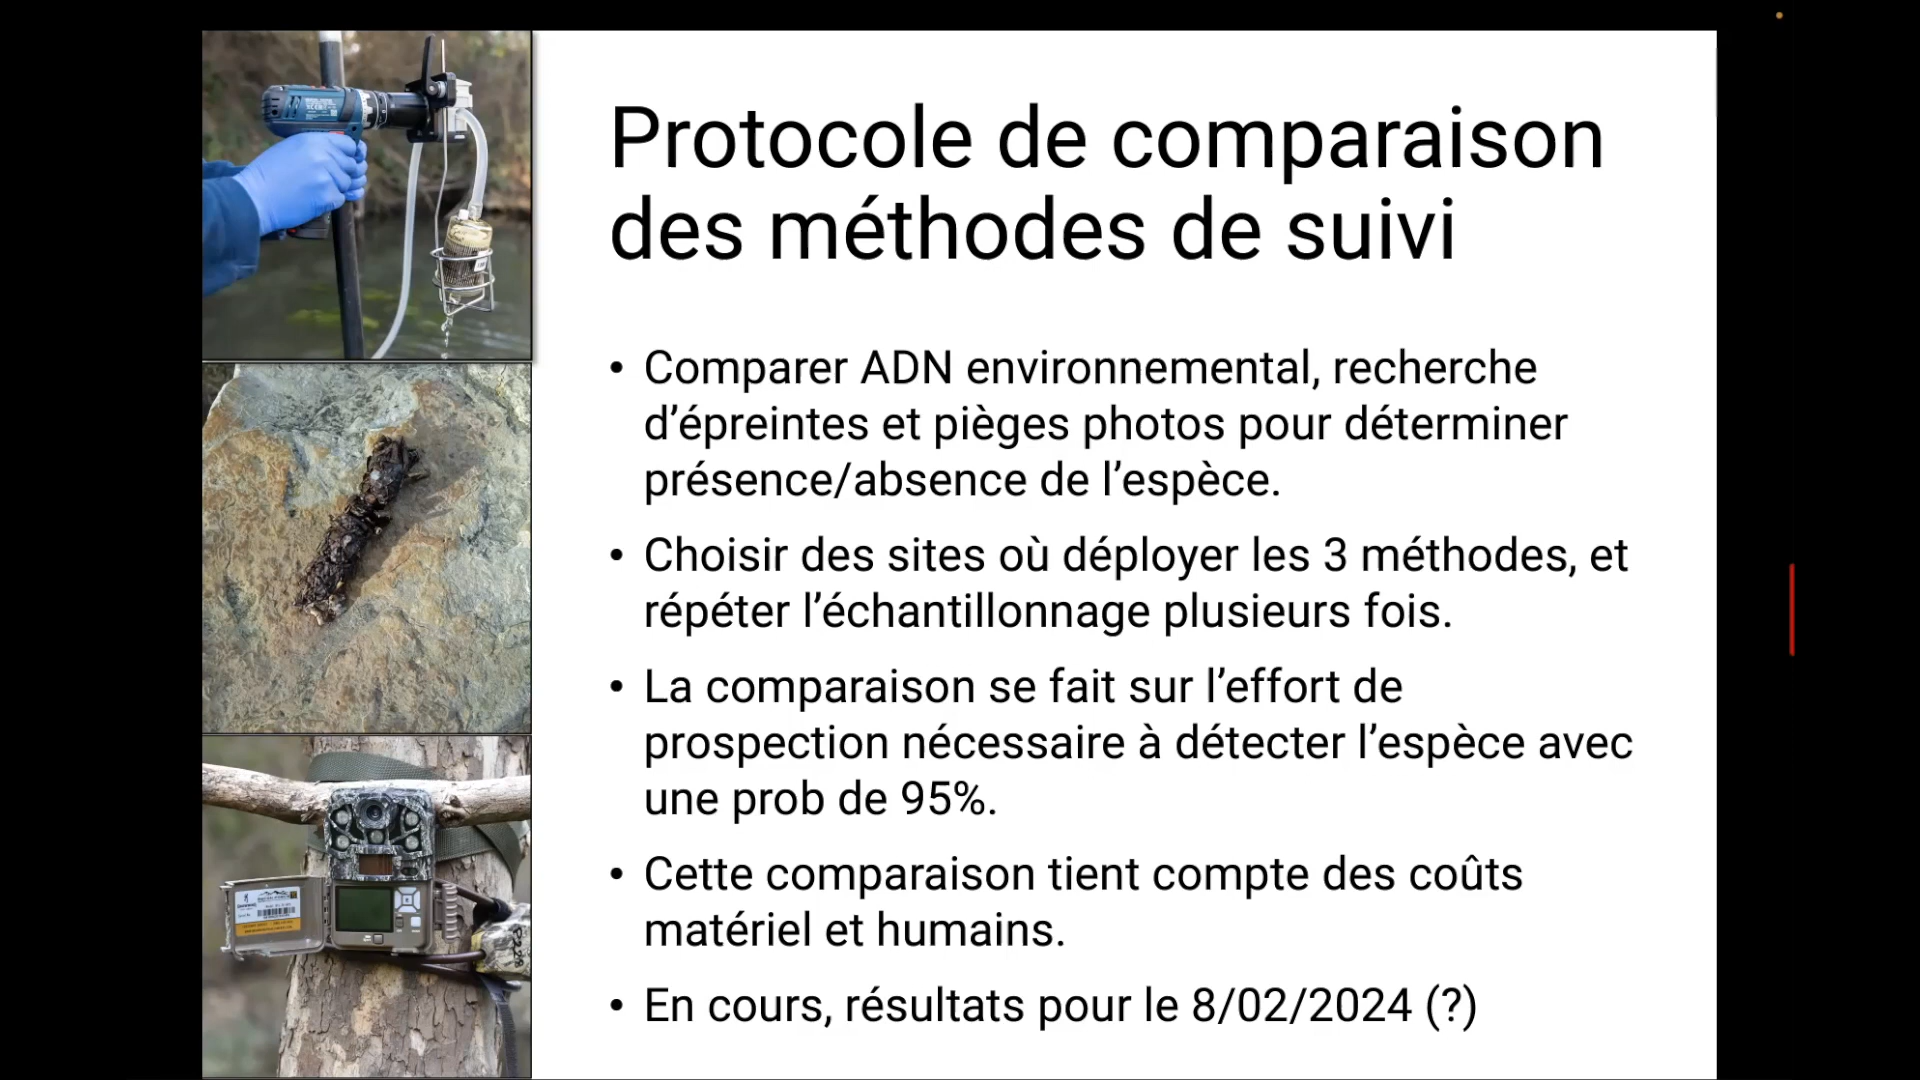 Protocole de comparaison
des méthodes de suivi
• Comparer ADN environnemental, recherche
d’épreintes et pièges photos pour déterminer
présence/absence de l’espèce.
• Choisir des sites où déployer les 3 méthodes, et
répéter l’échantillonnage plusieurs fois.
• La comparaison se fait sur l’effort de
prospection nécessaire à détecter l’espèce avec
une prob de 95%.
• Cette comparaison tient compte des coûts
matériel et humains.
• En cours, résultats pour le 8/02/2024 (?)